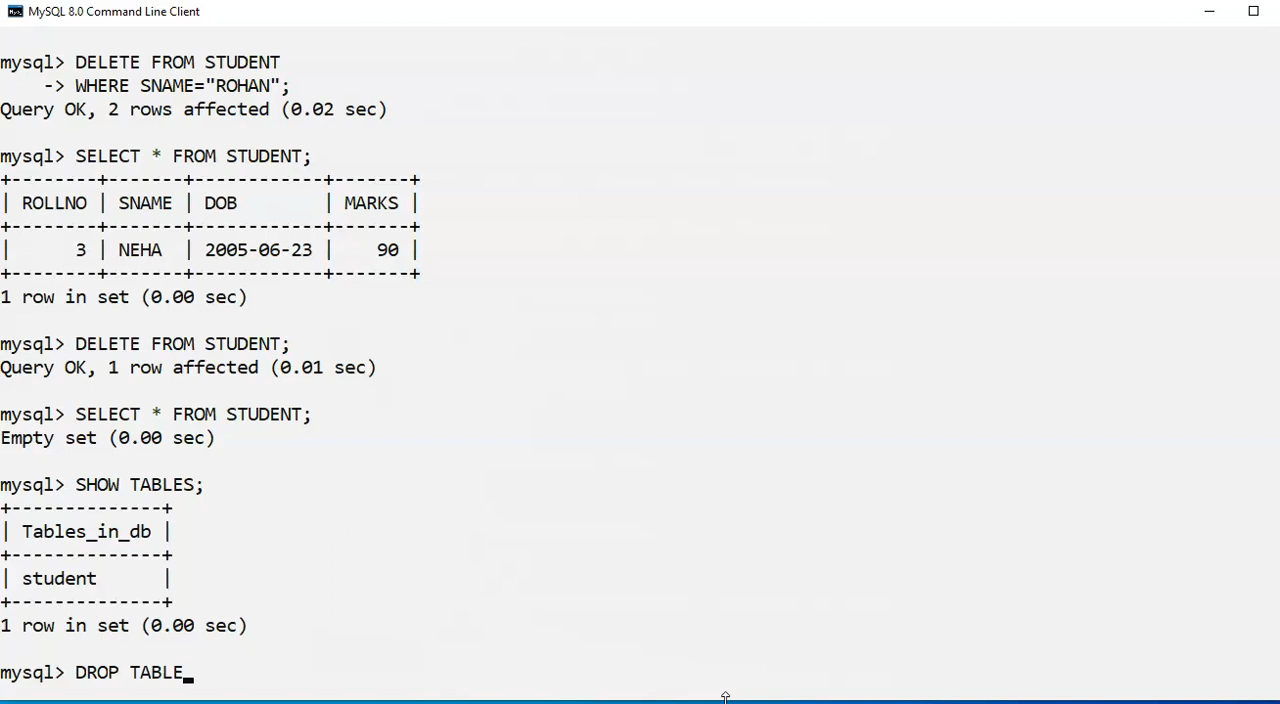 MySQL 8.0 Command Line Client
mysql> DELETE FROM STUDENT
    -> WHERE SNAME="ROHAN";
Query OK, 2 rows affected (0.02 sec)
mysql> SELECT * FROM STUDENT;
+--------+-------+------------+-------+
| ROLLNO | SNAME | DOB        | MARKS |
+--------+-------+------------+-------+
|      3 | NEHA  | 2005-06-23 |    90 |
+--------+-------+------------+-------+
1 row in set (0.00 sec)
mysql> DELETE FROM STUDENT;
Query OK, 1 row affected (0.01 sec)
mysql> SELECT * FROM STUDENT;
Empty set (0.00 sec)
mysql> SHOW TABLES;
+--------------+
| Tables_in_db |
+--------------+
| student      |
+--------------+
1 row in set (0.00 sec)
mysql> DROP TABLE